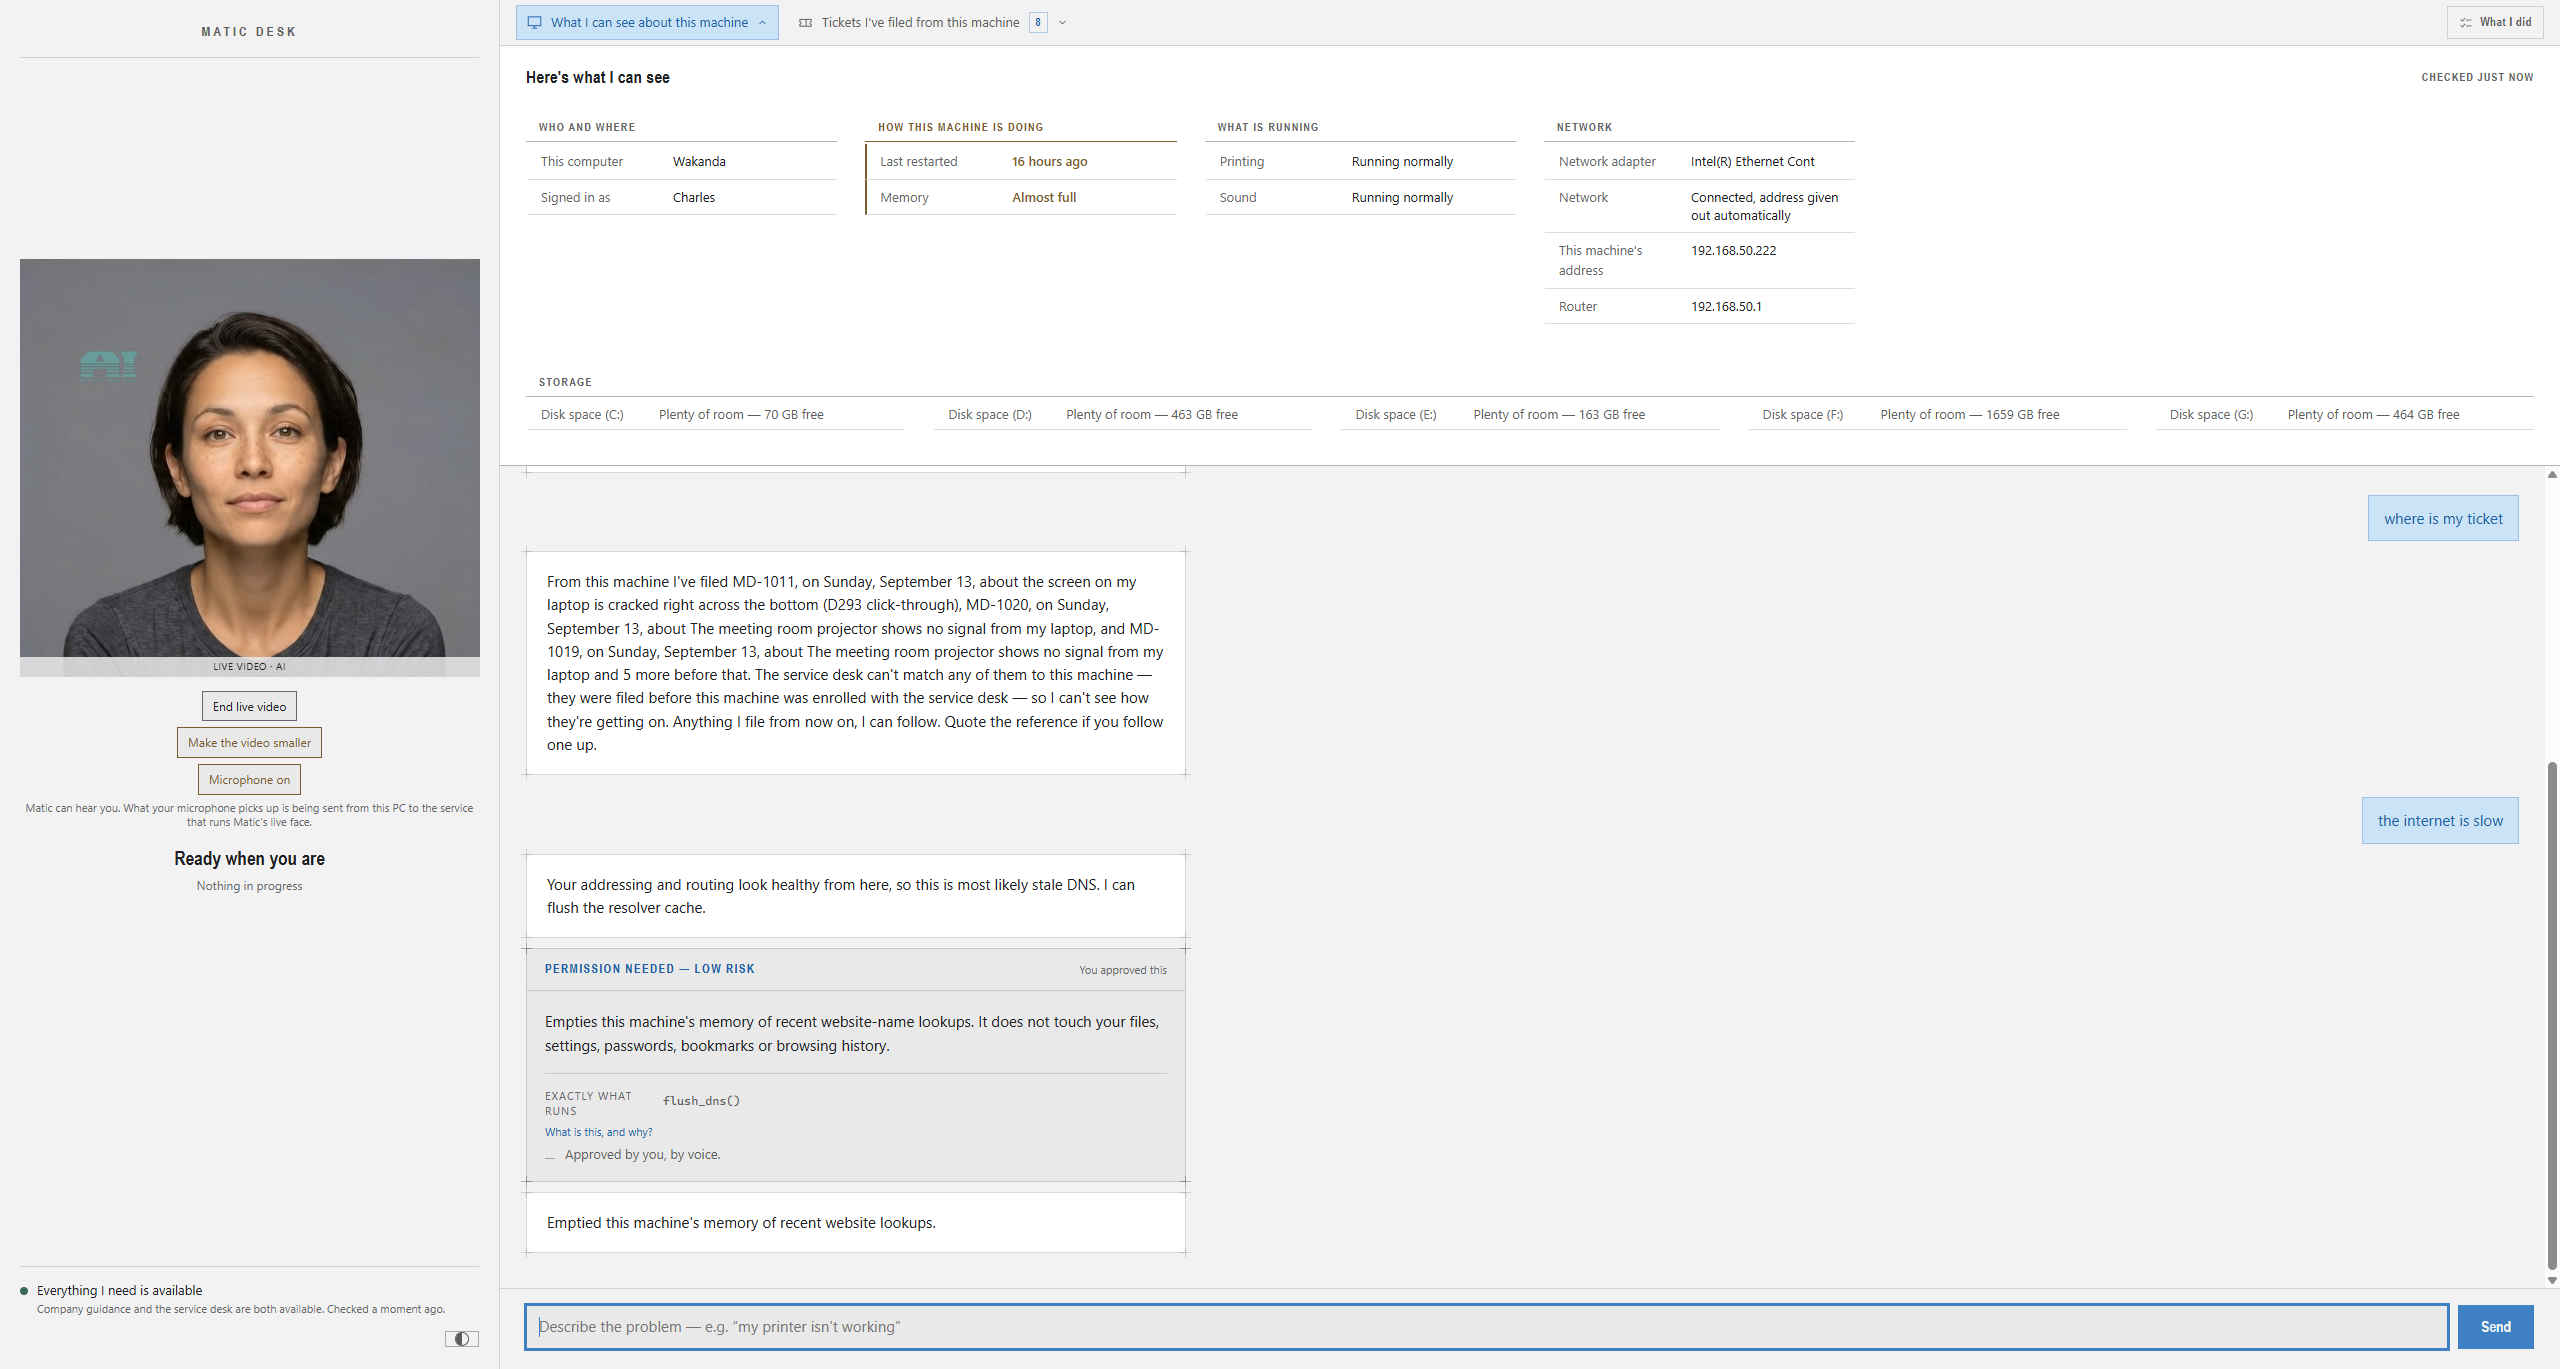 MATIC DESK
What I can see about this machine
Tickets I've filed from this machine 8
What I did
Here's what I can see
CHECKED JUST NOW
WHO AND WHERE
This computer Wakanda
Signed in as Charles
HOW THIS MACHINE IS DOING
Last restarted 16 hours ago
Memory Almost full
WHAT IS RUNNING
Printing Running normally
Sound Running normally
NETWORK
Network adapter Intel(R) Ethernet Cont
Network Connected, address given
out automatically
This machine's 192.168.50.222
address
Router 192.168.50.1
STORAGE
Disk space (C:) Plenty of room — 70 GB free
Disk space (D:) Plenty of room — 463 GB free
Disk space (E:) Plenty of room — 163 GB free
Disk space (F:) Plenty of room — 1659 GB free
Disk space (G:) Plenty of room — 464 GB free
AI
LIVE VIDEO · AI
End live video
Make the video smaller
Microphone on
Matic can hear you. What your microphone picks up is being sent from this PC to the service
that runs Matic's live face.
Ready when you are
Nothing in progress
Everything I need is available
Company guidance and the service desk are both available. Checked a moment ago.
where is my ticket
From this machine I've filed MD-1011, on Sunday, September 13, about the screen on my
laptop is cracked right across the bottom (D293 click-through), MD-1020, on Sunday,
September 13, about The meeting room projector shows no signal from my laptop, and MD-
1019, on Sunday, September 13, about The meeting room projector shows no signal from my
laptop and 5 more before that. The service desk can't match any of them to this machine —
they were filed before this machine was enrolled with the service desk — so I can't see how
they're getting on. Anything I file from now on, I can follow. Quote the reference if you follow
one up.
the internet is slow
Your addressing and routing look healthy from here, so this is most likely stale DNS. I can
flush the resolver cache.
PERMISSION NEEDED — LOW RISK
You approved this
Empties this machine's memory of recent website-name lookups. It does not touch your files,
settings, passwords, bookmarks or browsing history.
EXACTLY WHAT flush_dns()
RUNS
What is this, and why?
— Approved by you, by voice.
Emptied this machine's memory of recent website lookups.
Describe the problem — e.g. “my printer isn't working”
Send